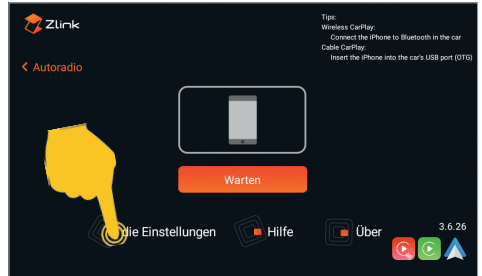 Zlink
Tips:
Wireless CarPlay:
Connect the iPhone to Bluetooth in the car
Cable CarPlay:
Insert the iPhone into the car's USB port (OTG)
Autoradio
Warten
die Einstellungen
Hilfe
Über
3.6.26